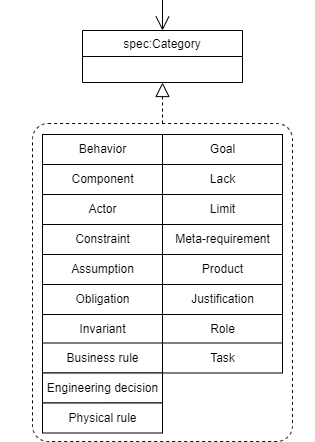 spec:Category
Behavior Goal
Component Lack
Actor Limit
Constraint Meta-requirement
Assumption Product
Obligation Justification
Invariant Role
Business rule Task
Engineering decision
Physical rule